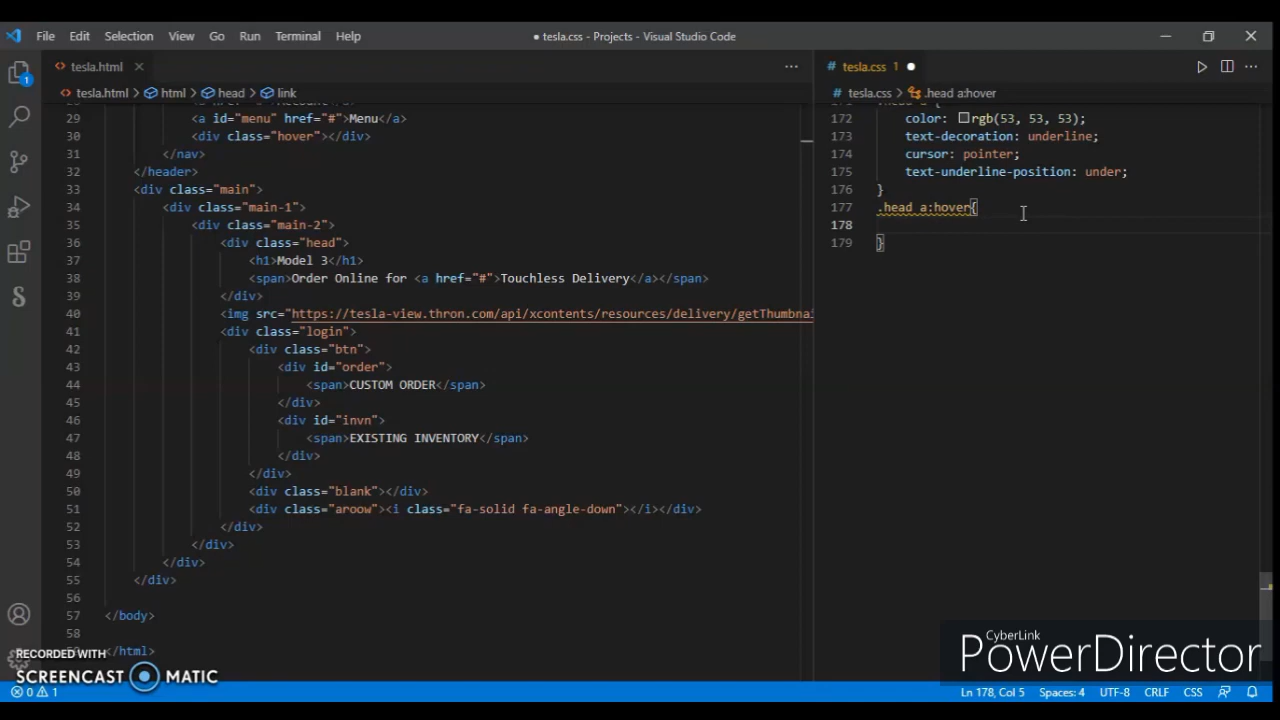 File Edit Selection View Go Run Terminal Help
● tesla.css - Projects - Visual Studio Code
tesla.html
tesla.html > html > head > link
29 <a id="menu" href="#">Menu</a>
30 <div class="hover"></div>
31 </nav>
32 </header>
33 <div class="main">
34 <div class="main-1">
35 <div class="main-2">
36 <div class="head">
37 <h1>Model 3</h1>
38 <span>Order Online for <a href="#">Touchless Delivery</a></span>
39 </div>
40 <img src="https://tesla-view.thron.com/api/xcontents/resources/delivery/getThumbnai
41 <div class="login">
42 <div class="btn">
43 <div id="order">
44 <span>CUSTOM ORDER</span>
45 </div>
46 <div id="invn">
47 <span>EXISTING INVENTORY</span>
48 </div>
49 </div>
50 <div class="blank"></div>
51 <div class="aroow"><i class="fa-solid fa-angle-down"></i></div>
52 </div>
53 </div>
54 </div>
55 </div>
56
57 </body>
58
</html>
# tesla.css 1 ●
# tesla.css > .head a:hover
172 color: rgb(53, 53, 53);
173 text-decoration: underline;
174 cursor: pointer;
175 text-underline-position: under;
176 }
177 .head a:hover{
178
179 }
1
RECORDED WITH
SCREENCAST MATIC
CyberLink
PowerDirector
0 1
Ln 178, Col 5 Spaces: 4 UTF-8 CRLF CSS